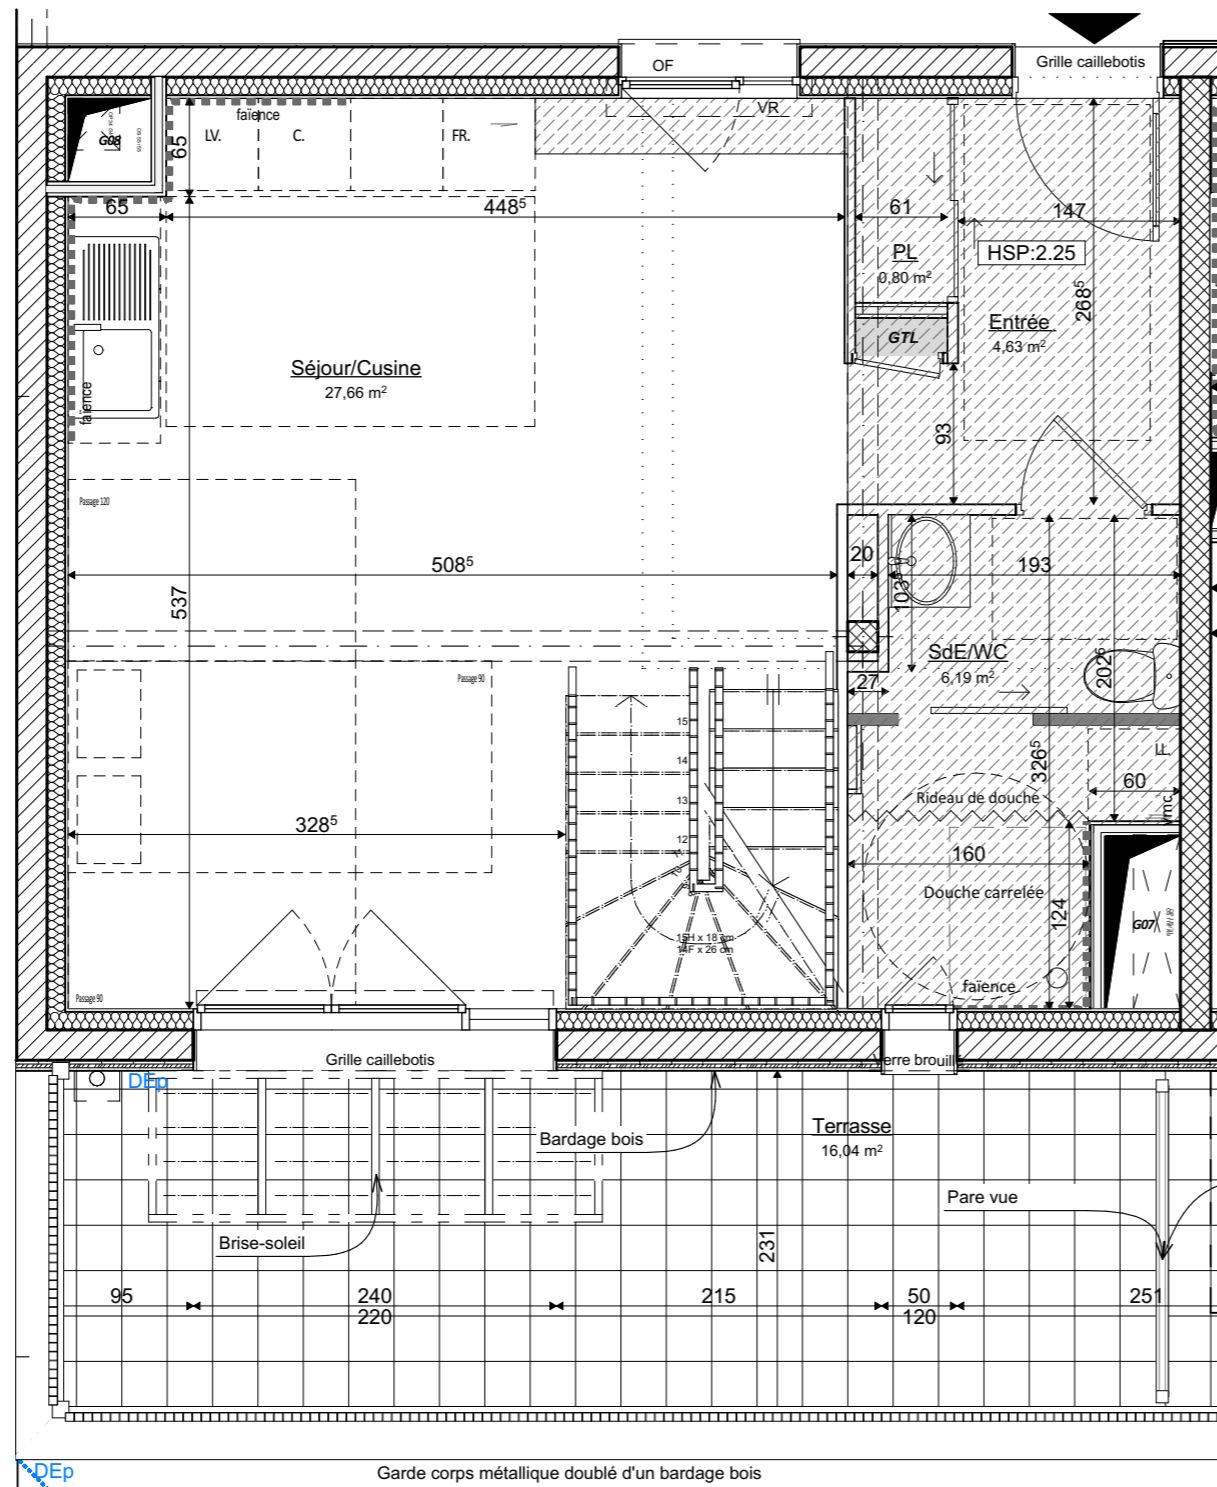 OF
Grille caillebotis
VR
faïence
LV.
C.
FR.
G08
65
65
448⁵
61
147
PL
0,80 m²
HSP:2.25
268⁵
Entrée
4,63 m²
GTL
Séjour/Cusine
27,66 m²
faïence
93
Passage 120
508⁵
537
20
103⁵
193
SdE/WC
6,19 m²
202⁵
27
Passage 90
15
14
13
12
326⁵
LL
60
vmc
Rideau de douche
328⁵
160
Douche carrelée
124
G07
15H x 18 cm
14F x 26 cm
faïence
Passage 90
Grille caillebotis
Verre brouillé
DEp
Bardage bois
Terrasse
16,04 m²
Pare vue
Brise-soleil
231
95
240
220
215
50
120
251
DEp
Garde corps métallique doublé d'un bardage bois